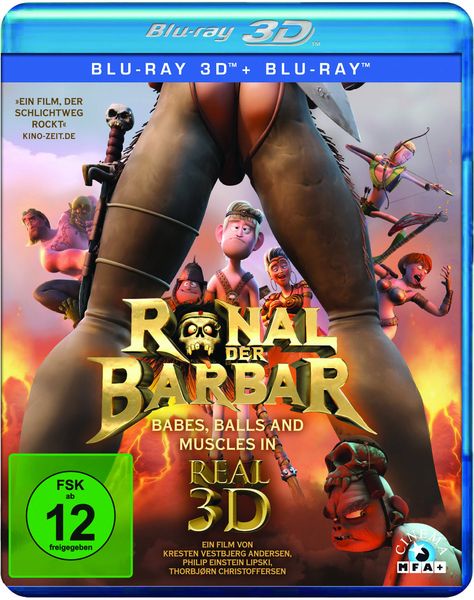 Blu-ray 3D™
BLU-RAY 3D™ + BLU-RAY™
»EIN FILM, DER
SCHLICHTWEG
ROCKT«
KINO-ZEIT.DE
RONAL
DER
BARBAR
BABES, BALLS AND
MUSCLES IN
REAL
3D
FSK
ab
12
freigegeben
EIN FILM VON
KRESTEN VESTBJERG ANDERSEN,
PHILIP EINSTEIN LIPSKI,
THORBJØRN CHRISTOFFERSEN
CINEMA
MFA+